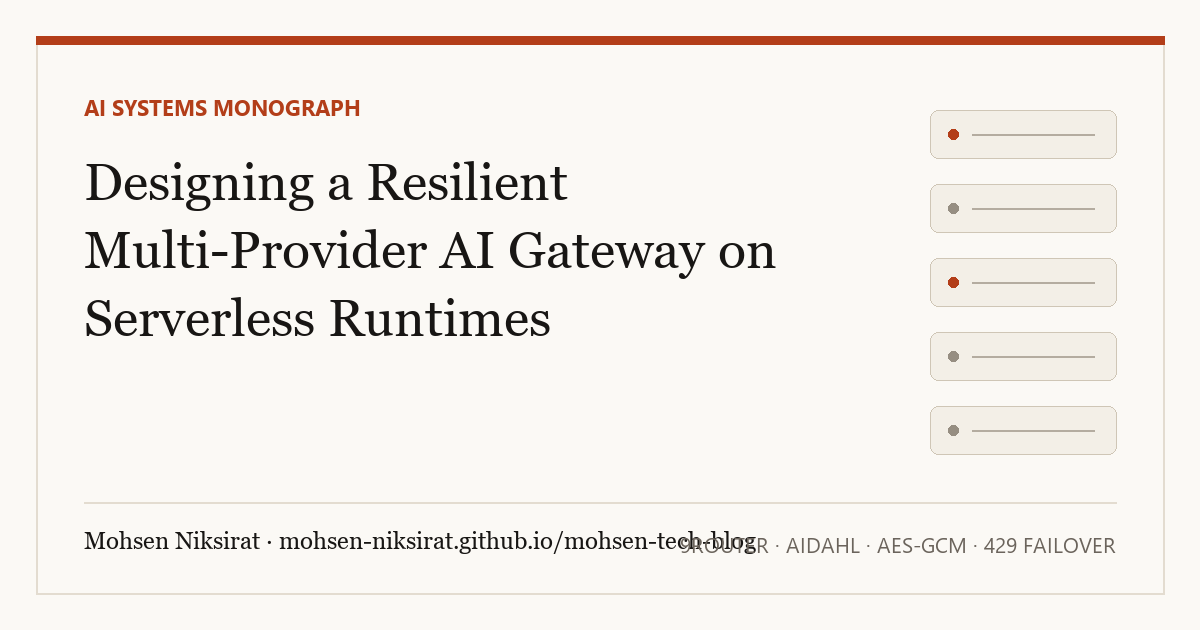 AI SYSTEMS MONOGRAPH
Designing a Resilient
Multi-Provider AI Gateway on
Serverless Runtimes
Mohsen Niksirat · mohsen-niksirat.github.io/mohsen-tech-blog
9ROUTER · AIDAHL · AES-GCM · 429 FAILOVER